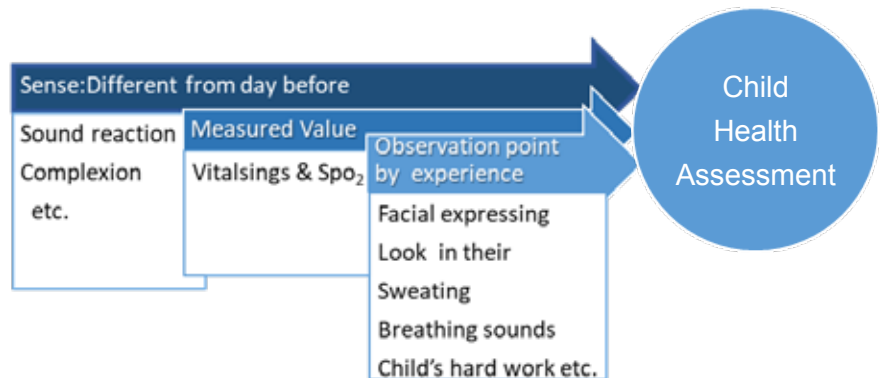 Sense:Different from day before
Sound reaction
Complexion
etc.
Measured Value
Vitalsings & Spo₂
Observation point
by experience
Facial expressing
Look in their
Sweating
Breathing sounds
Child's hard work etc.
Child
Health
Assessment